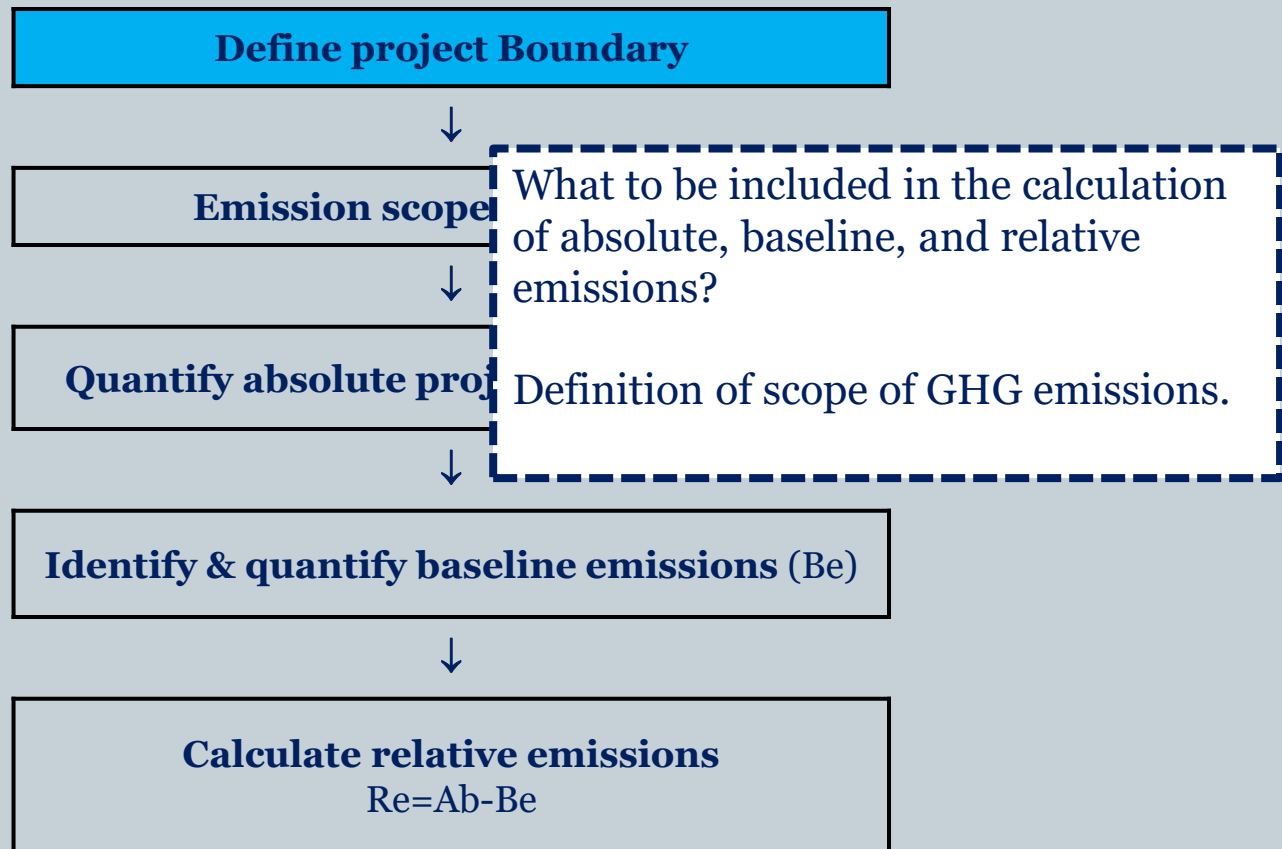 Define project Boundary
↓
Emission scope
↓
Quantify absolute proj
↓
What to be included in the calculation
of absolute, baseline, and relative
emissions?
Definition of scope of GHG emissions.
Identify & quantify baseline emissions (Be)
↓
Calculate relative emissions
Re=Ab-Be